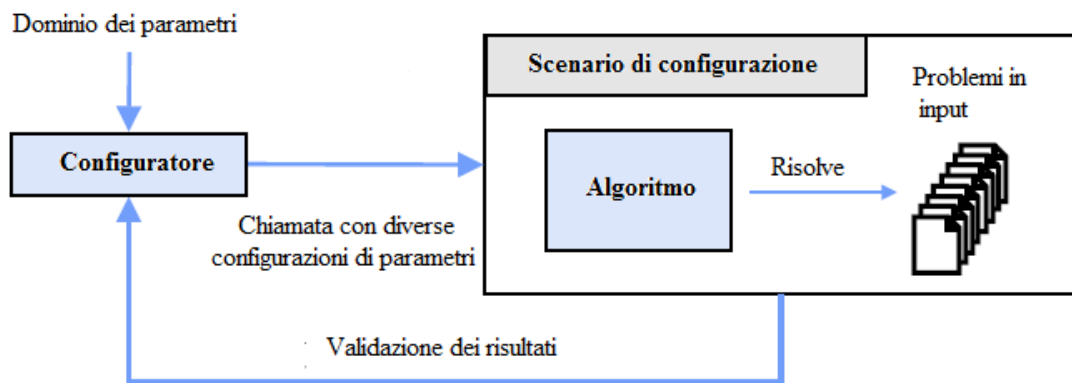 Dominio dei parametri
Scenario di configurazione
Problemi in
input
Configuratore
Algoritmo
Risolve
Chiamata con diverse
configurazioni di parametri
Validazione dei risultati